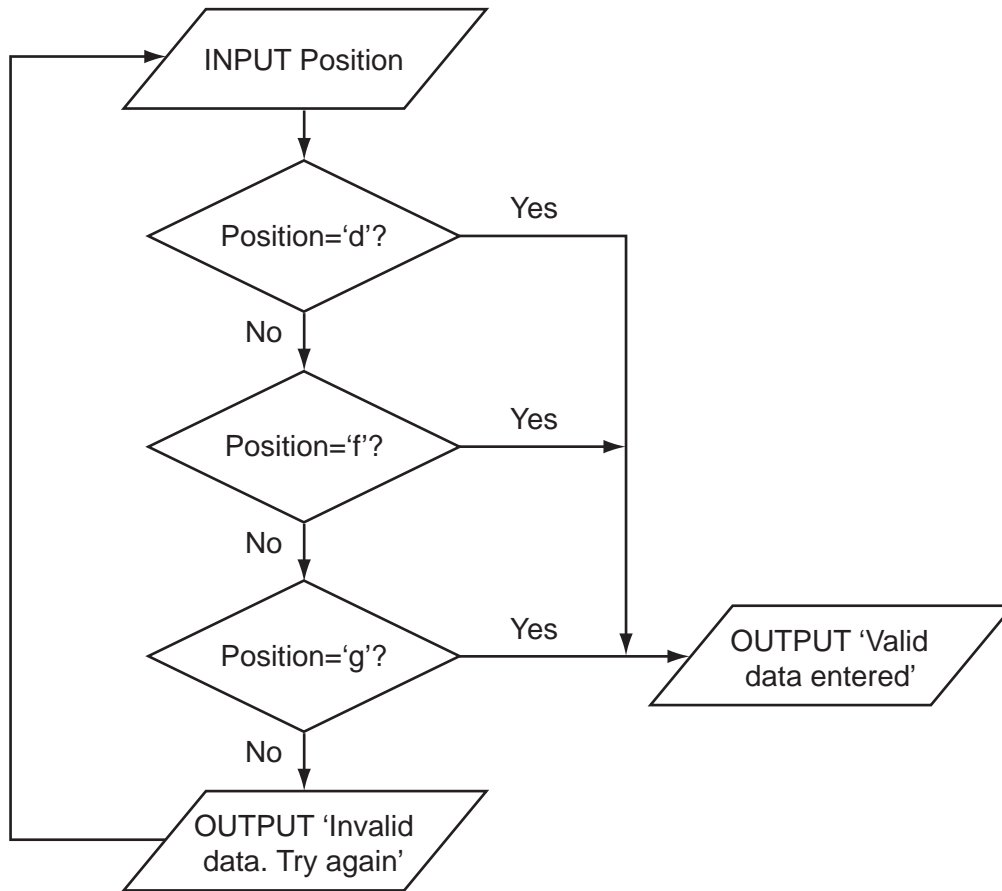 INPUT Position
Position=‘d’?
Yes
No
Position=‘f’?
Yes
No
Position=‘g’?
Yes
OUTPUT ‘Valid
data entered’
No
OUTPUT ‘Invalid
data. Try again’